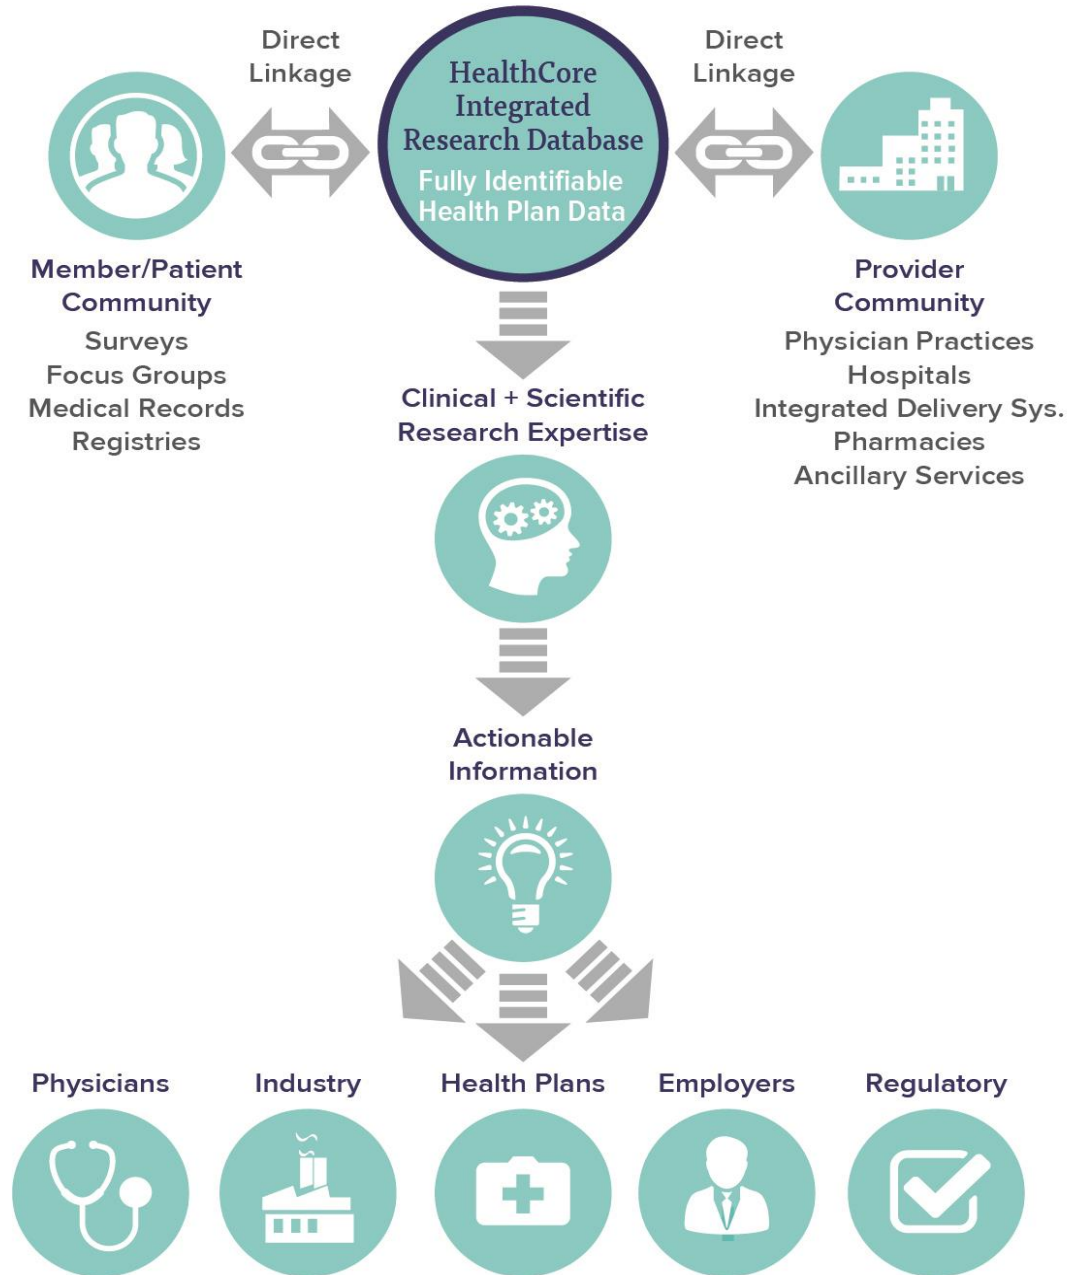 Direct
Linkage
HealthCore
Integrated
Research Database
Fully Identifiable
Health Plan Data
Direct
Linkage
Member/Patient
Community
Surveys
Focus Groups
Medical Records
Registries
Provider
Community
Physician Practices
Hospitals
Integrated Delivery Sys.
Pharmacies
Ancillary Services
Clinical + Scientific
Research Expertise
Actionable
Information
Physicians
Industry
Health Plans
Employers
Regulatory